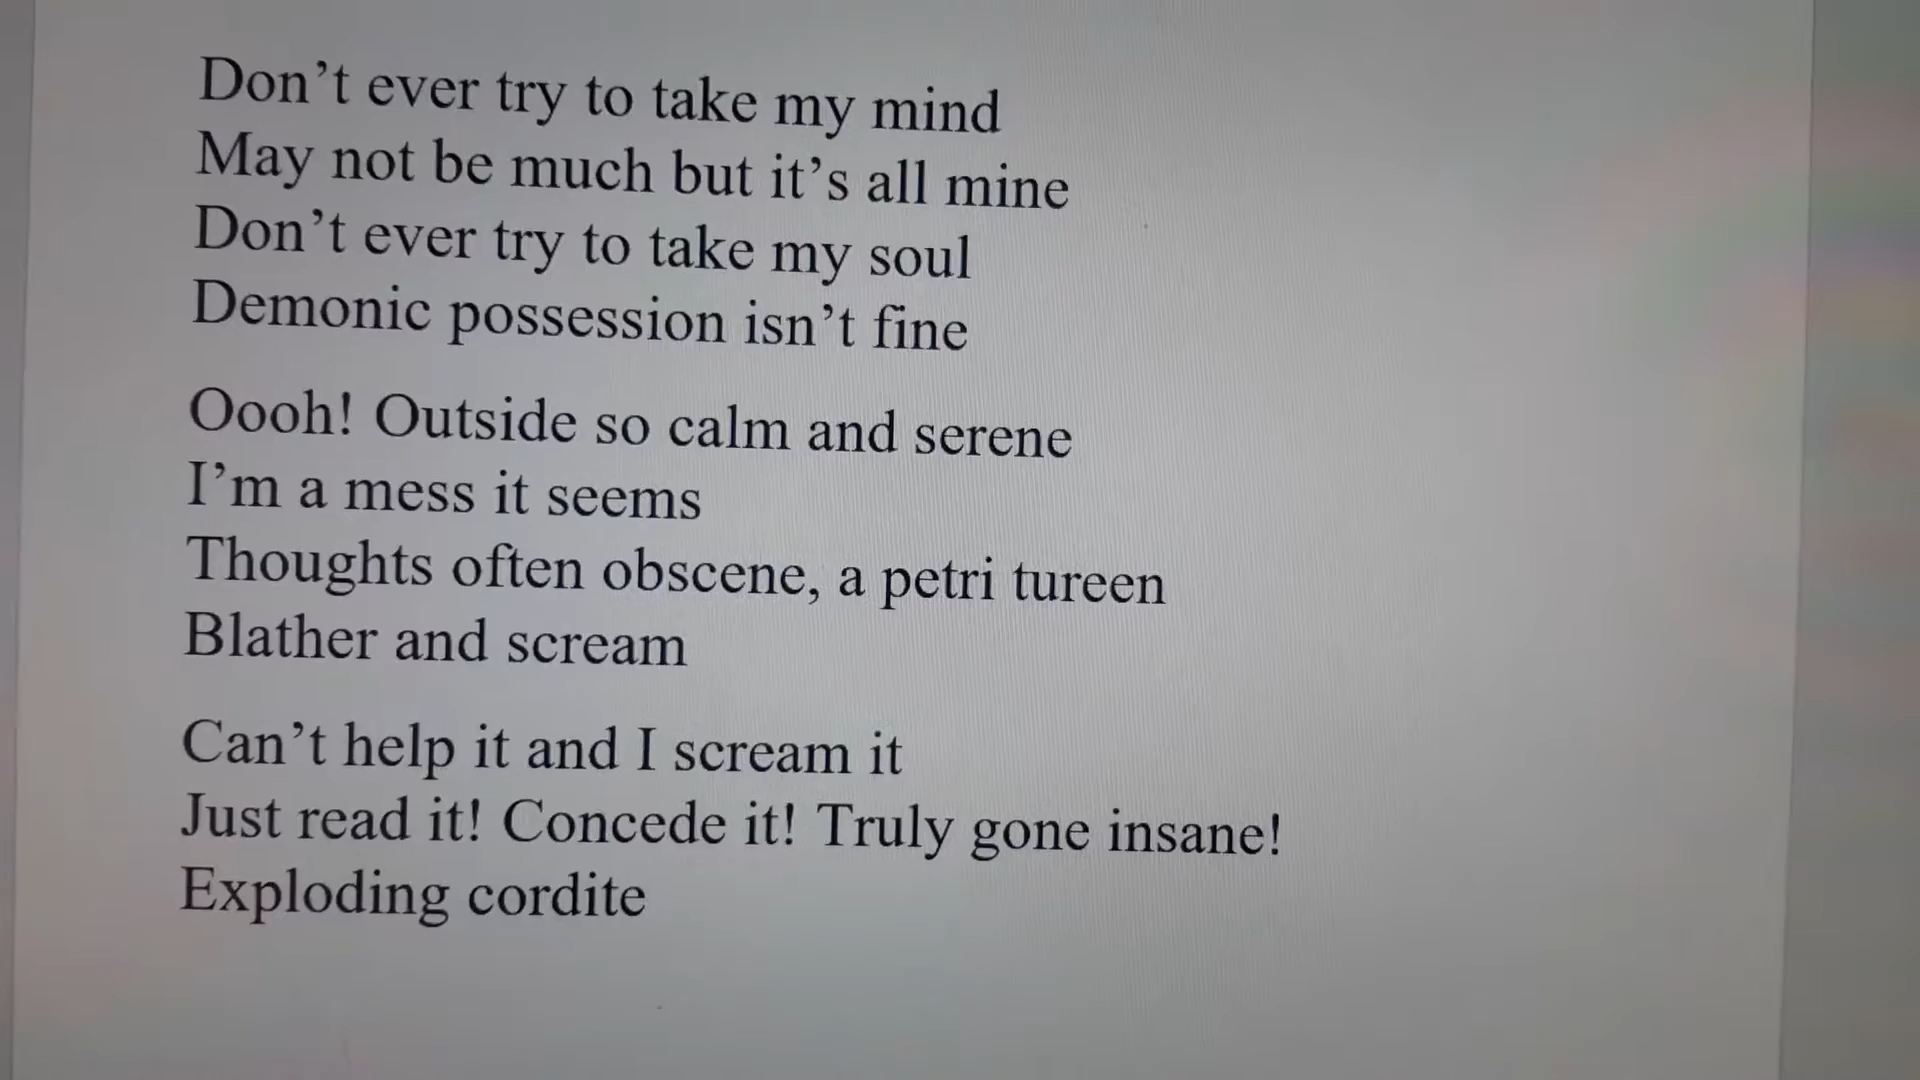 Don’t ever try to take my mind
May not be much but it’s all mine
Don’t ever try to take my soul
Demonic possession isn’t fine
Oooh! Outside so calm and serene
I’m a mess it seems
Thoughts often obscene, a petri tureen
Blather and scream
Can’t help it and I scream it
Just read it! Concede it! Truly gone insane!
Exploding cordite